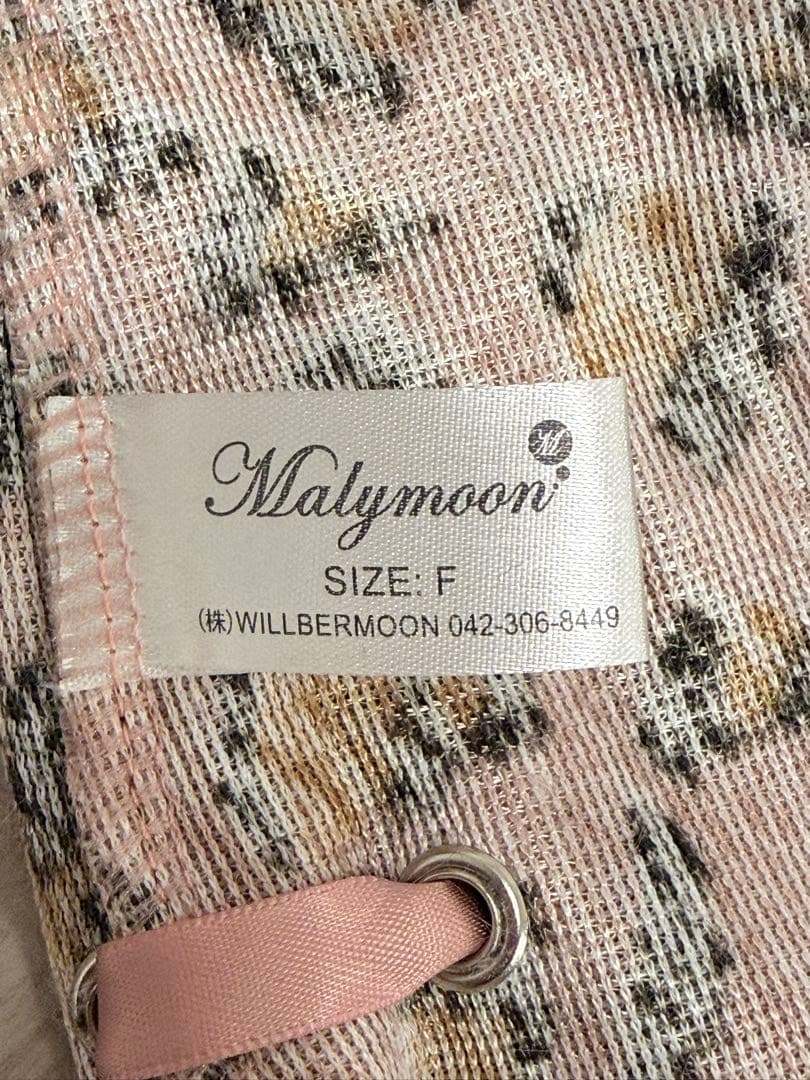 Malymoon
M
SIZE: F
(株)WILLBERMOON 042-306-8449